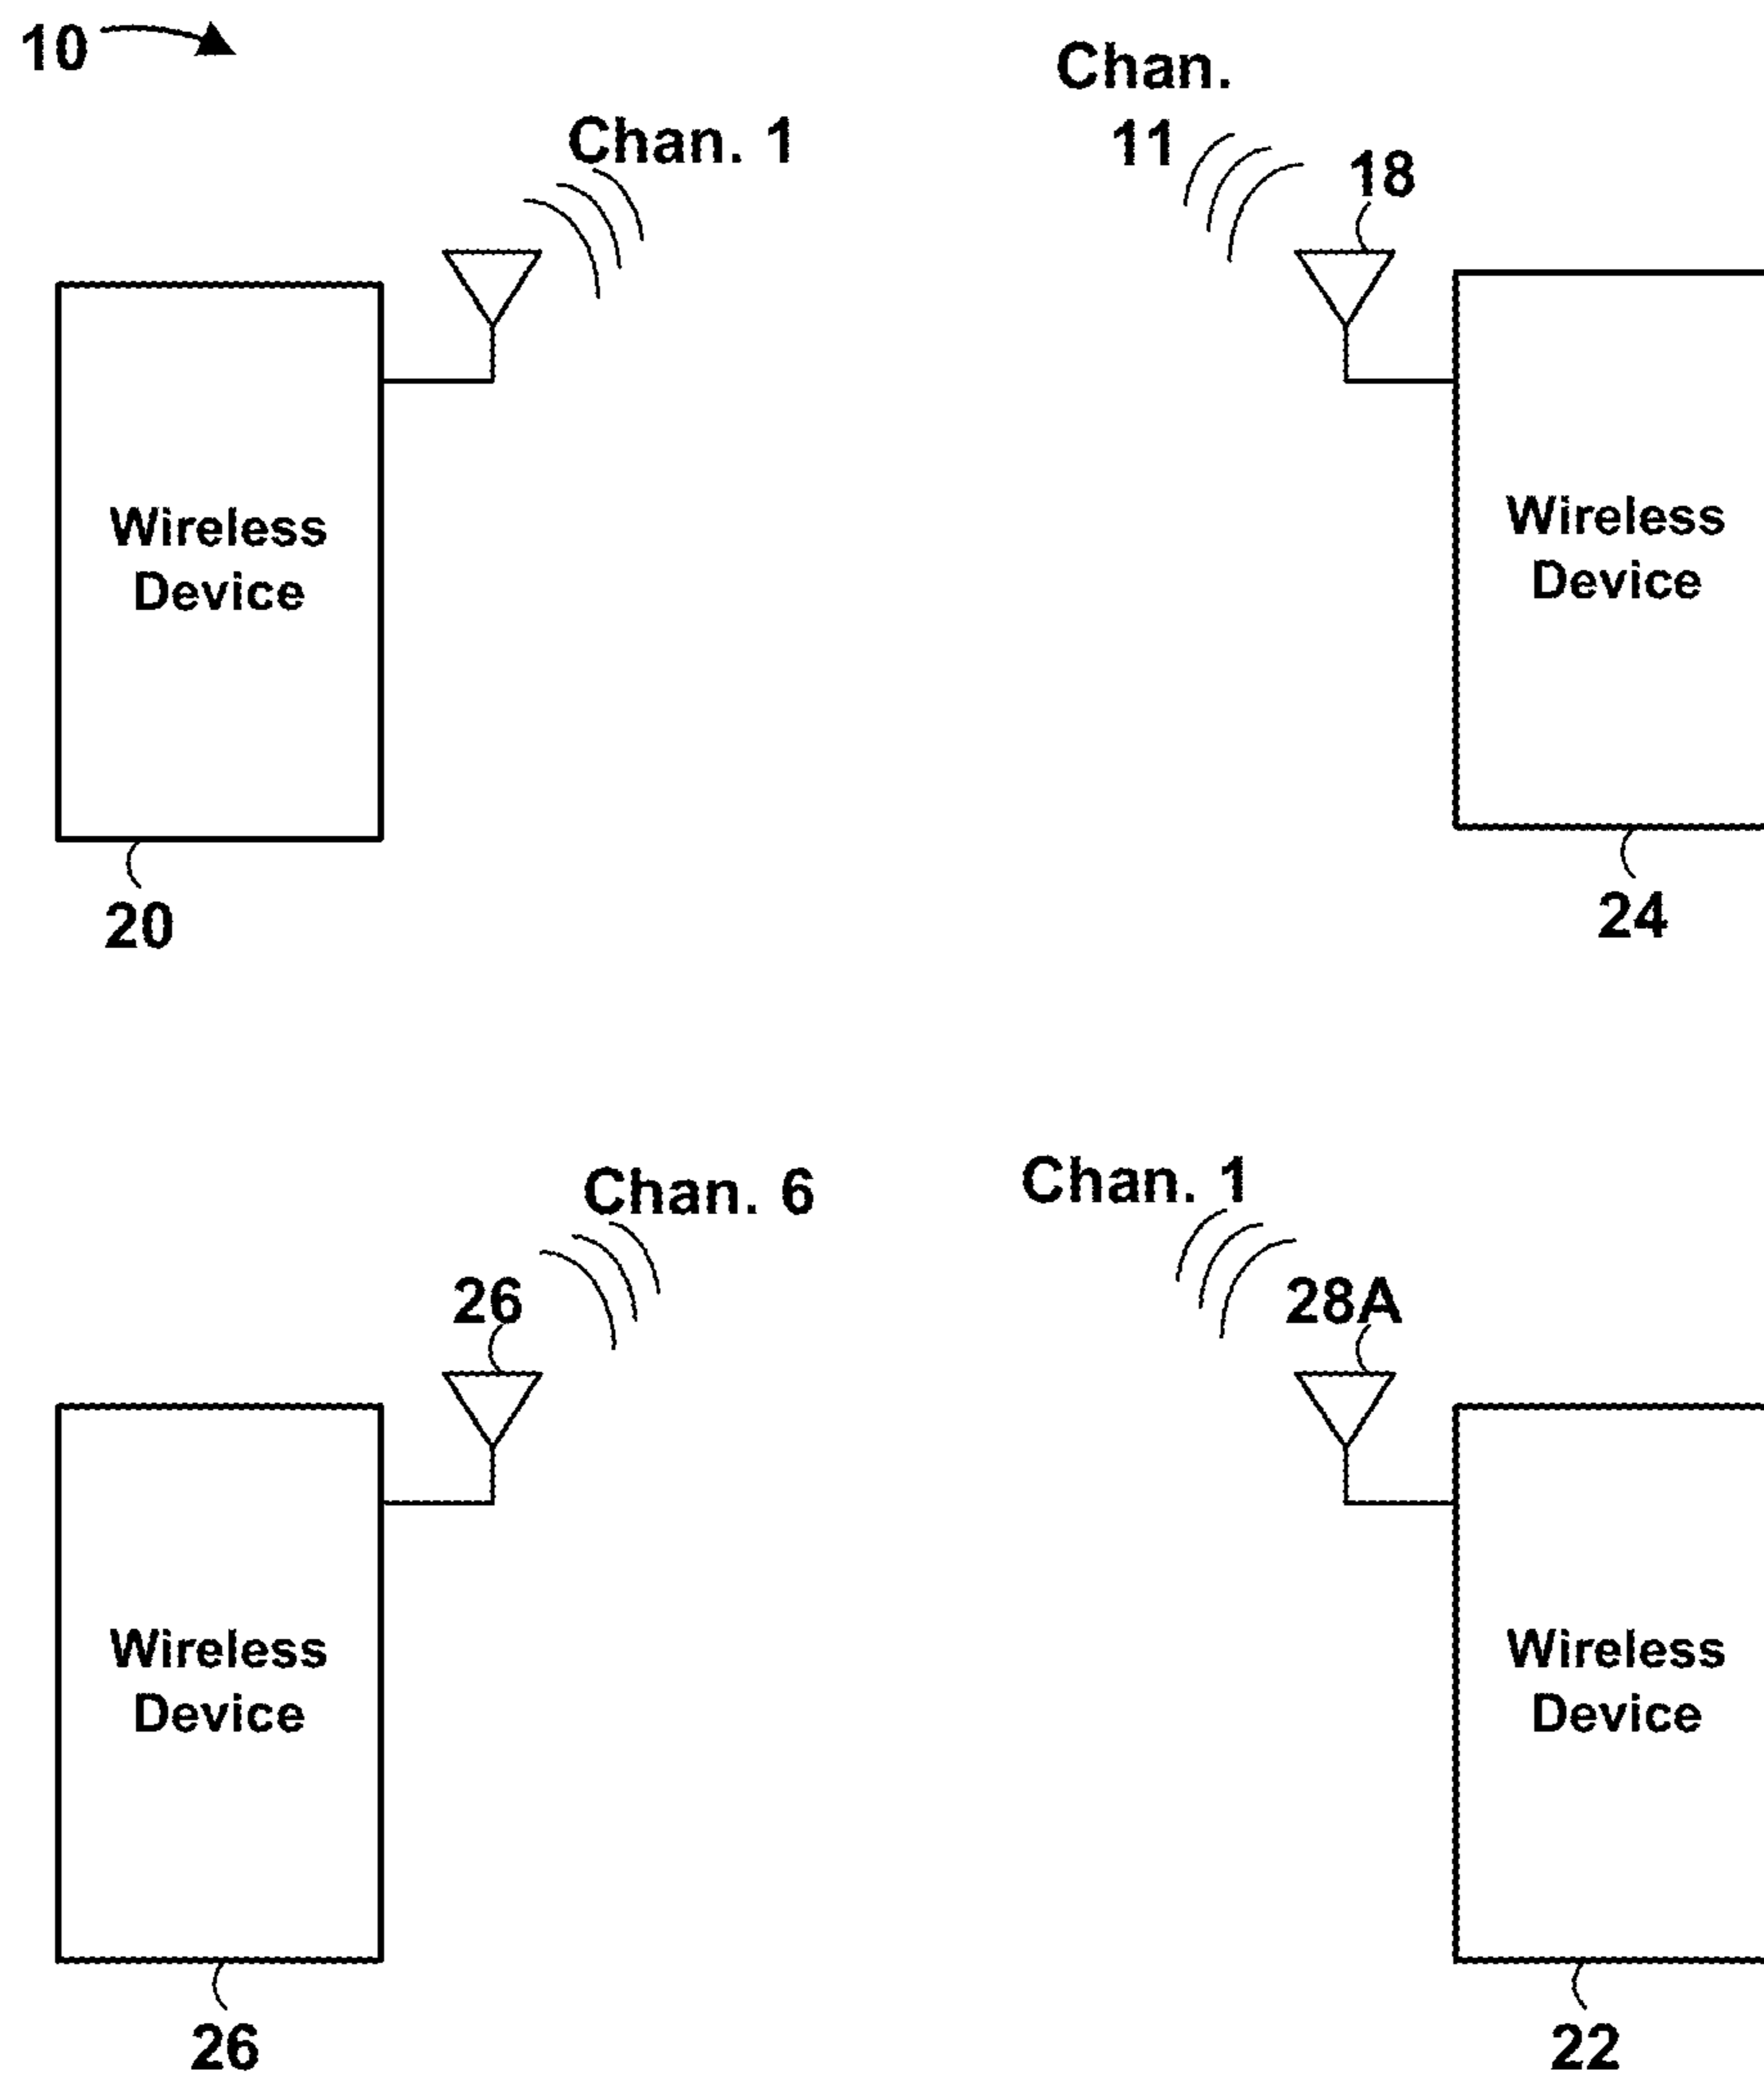 10
Chan. 1
Chan.
11
18
Wireless
Device
Wireless
Device
20
24
Chan. 6
Chan. 1
26
28A
Wireless
Device
Wireless
Device
26
22